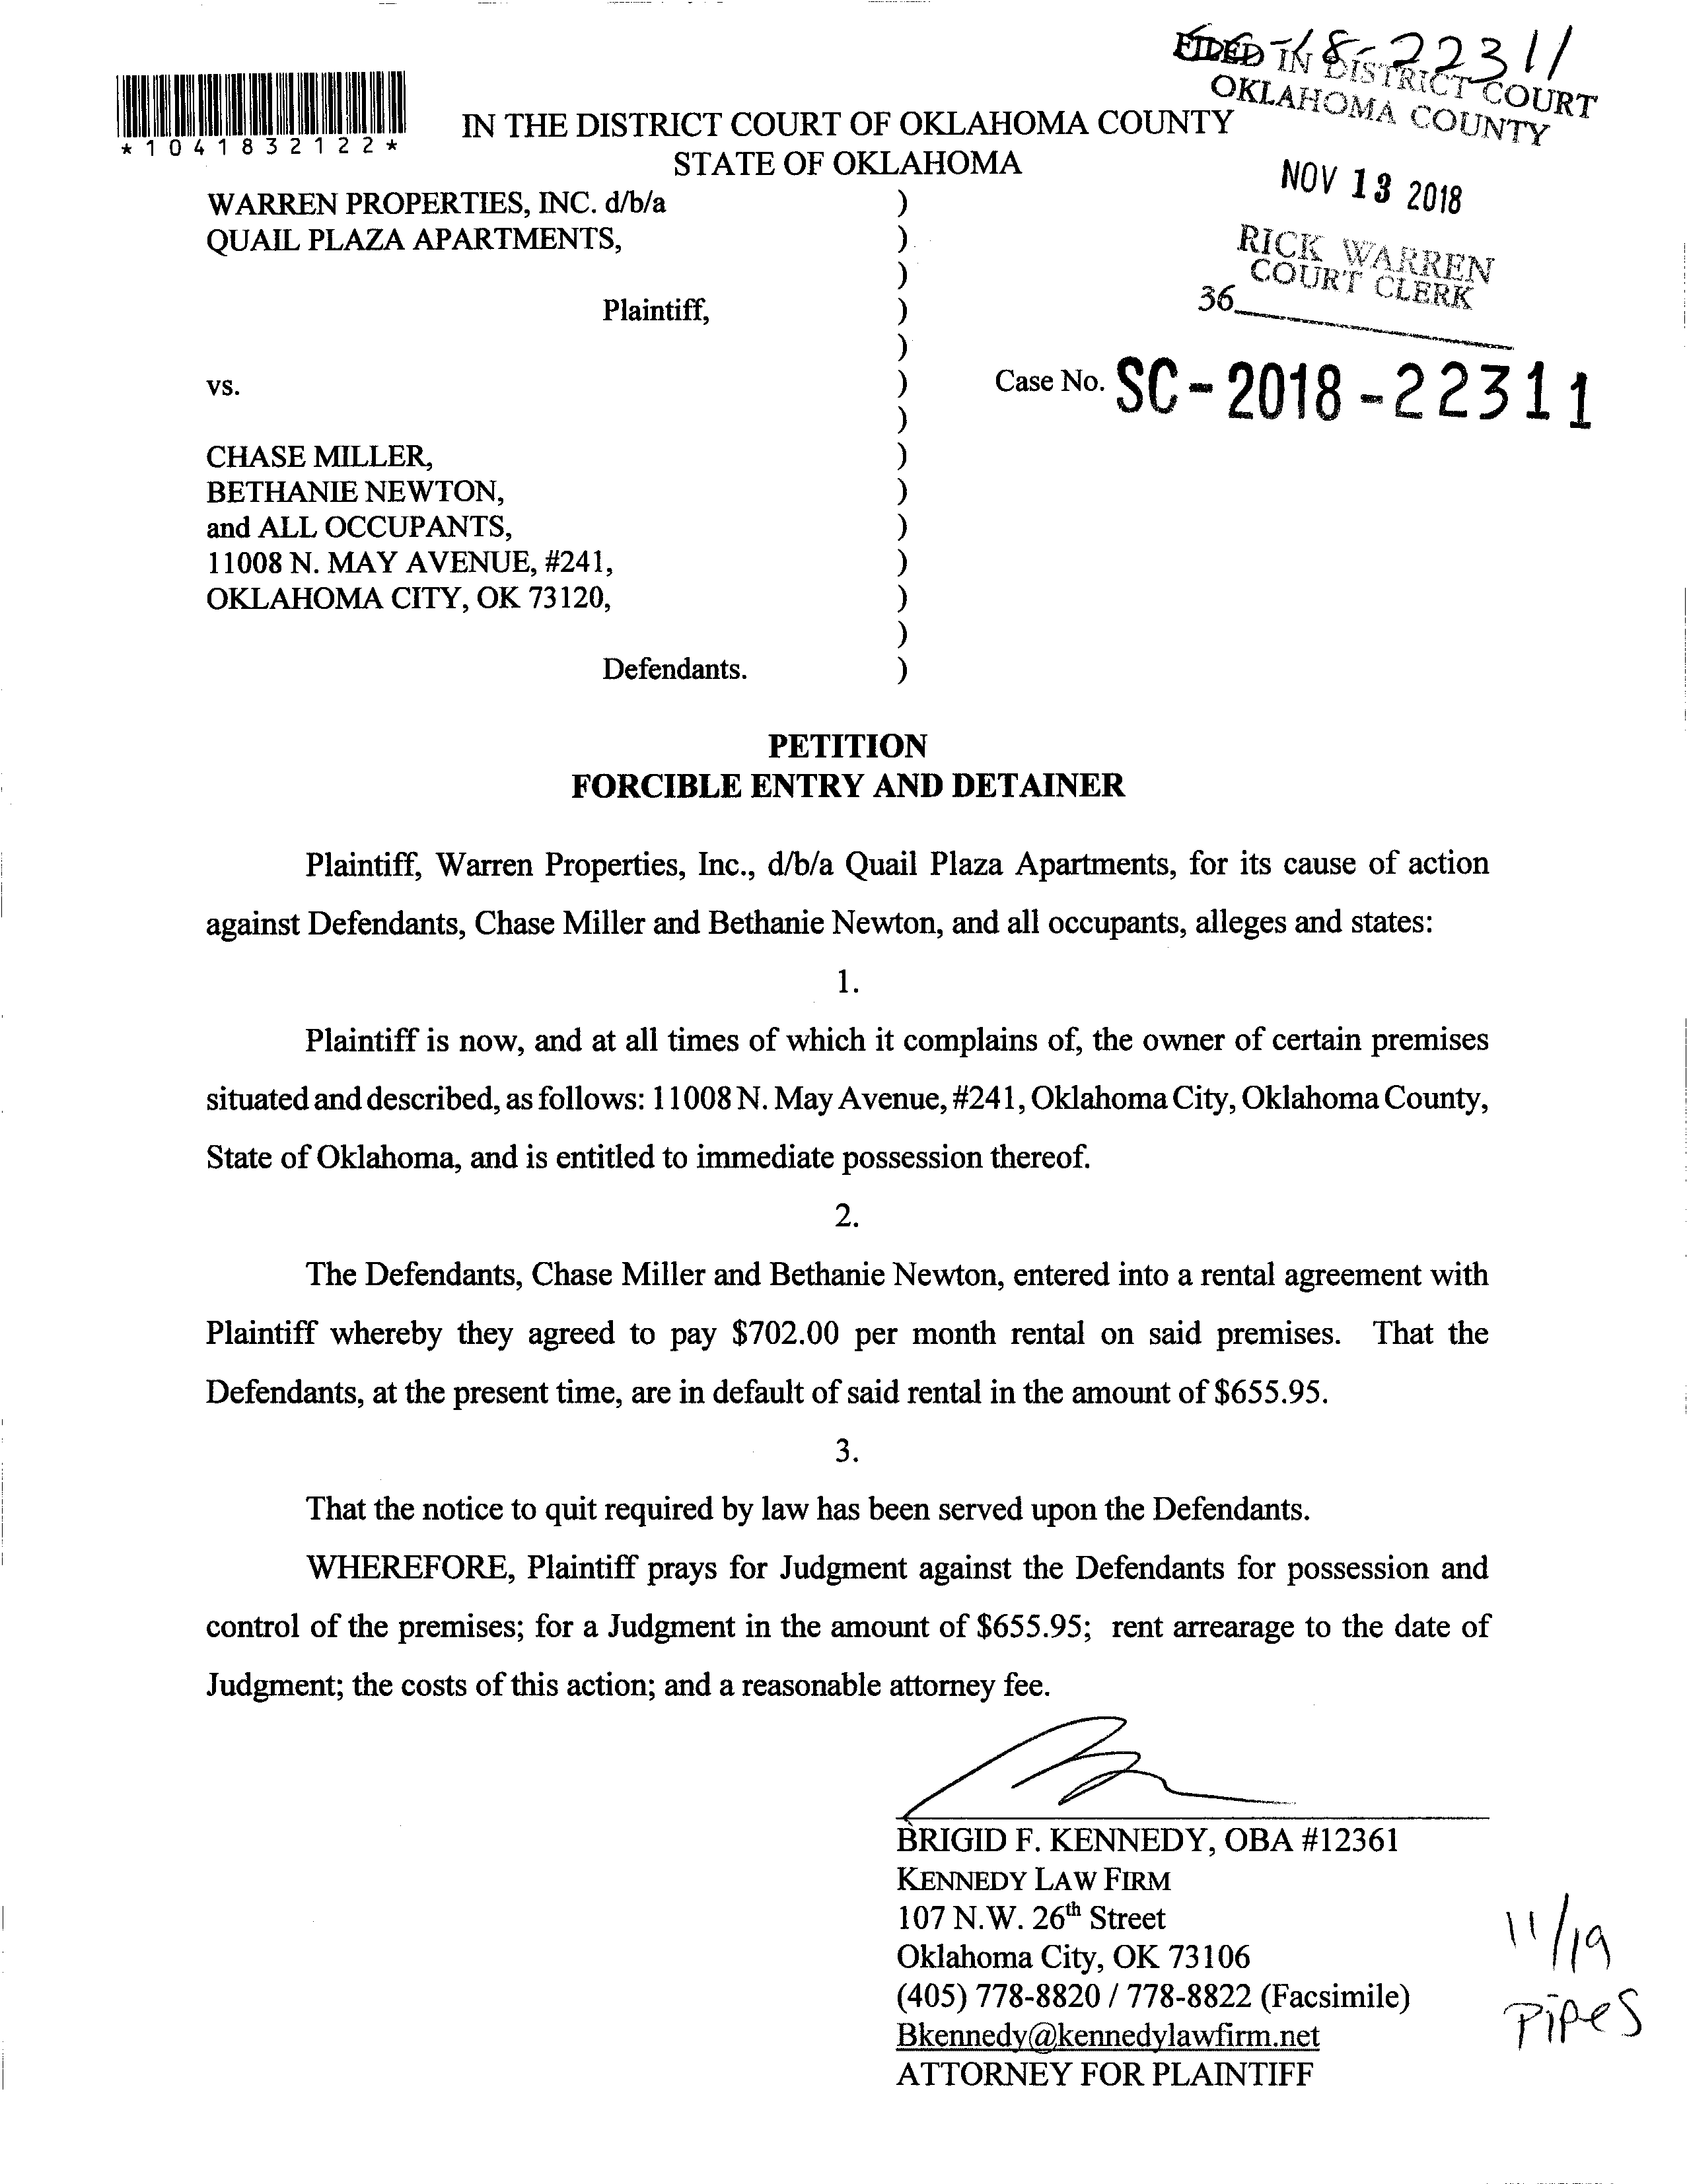 18-22311
FILED IN DISTRICT COURT
OKLAHOMA COUNTY
*1041832122*
IN THE DISTRICT COURT OF OKLAHOMA COUNTY
STATE OF OKLAHOMA
NOV 13 2018
RICK WARREN
COURT CLERK
36
WARREN PROPERTIES, INC. d/b/a )
QUAIL PLAZA APARTMENTS, )
)
Plaintiff, )
)
vs. ) Case No. SC-2018-22311
)
CHASE MILLER, )
BETHANIE NEWTON, )
and ALL OCCUPANTS, )
11008 N. MAY AVENUE, #241, )
OKLAHOMA CITY, OK 73120, )
)
Defendants. )
PETITION
FORCIBLE ENTRY AND DETAINER
Plaintiff, Warren Properties, Inc., d/b/a Quail Plaza Apartments, for its cause of action
against Defendants, Chase Miller and Bethanie Newton, and all occupants, alleges and states:
1.
Plaintiff is now, and at all times of which it complains of, the owner of certain premises
situated and described, as follows: 11008 N. May Avenue, #241, Oklahoma City, Oklahoma County,
State of Oklahoma, and is entitled to immediate possession thereof.
2.
The Defendants, Chase Miller and Bethanie Newton, entered into a rental agreement with
Plaintiff whereby they agreed to pay $702.00 per month rental on said premises. That the
Defendants, at the present time, are in default of said rental in the amount of $655.95.
3.
That the notice to quit required by law has been served upon the Defendants.
WHEREFORE, Plaintiff prays for Judgment against the Defendants for possession and
control of the premises; for a Judgment in the amount of $655.95; rent arrearage to the date of
Judgment; the costs of this action; and a reasonable attorney fee.
BRIGID F. KENNEDY, OBA #12361
KENNEDY LAW FIRM
107 N.W. 26th Street
Oklahoma City, OK 73106
(405) 778-8820 / 778-8822 (Facsimile)
Bkennedy@kennedylawfirm.net
ATTORNEY FOR PLAINTIFF
11/19
Pipes